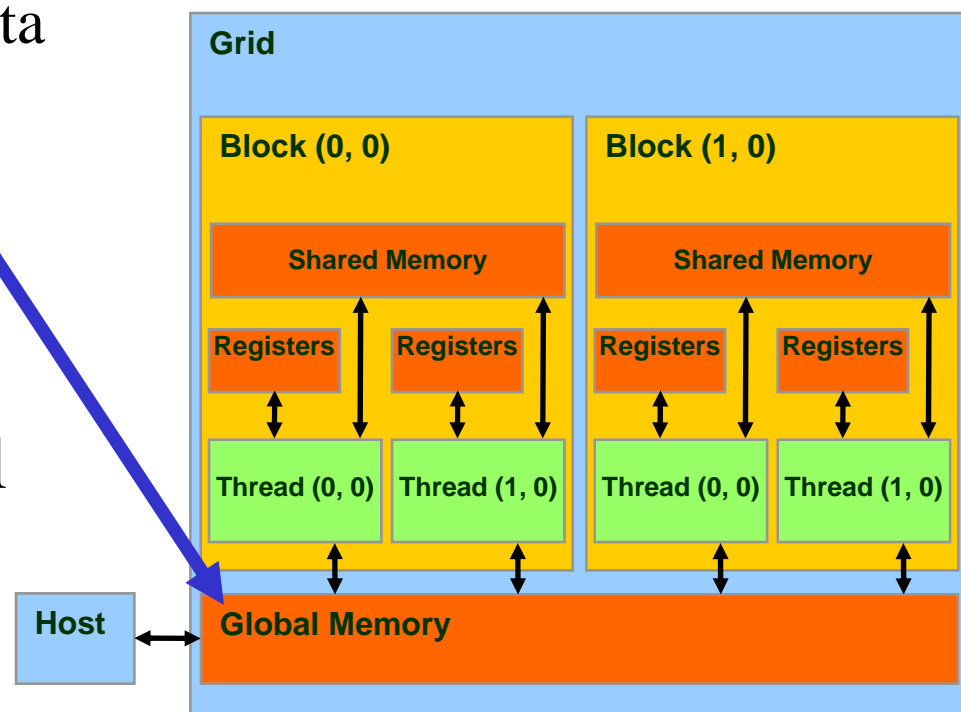 ta
Grid
Block (0, 0)
Block (1, 0)
Shared Memory
Shared Memory
Registers
Registers
Registers
Registers
Thread (0, 0)
Thread (1, 0)
Thread (0, 0)
Thread (1, 0)
Host
Global Memory